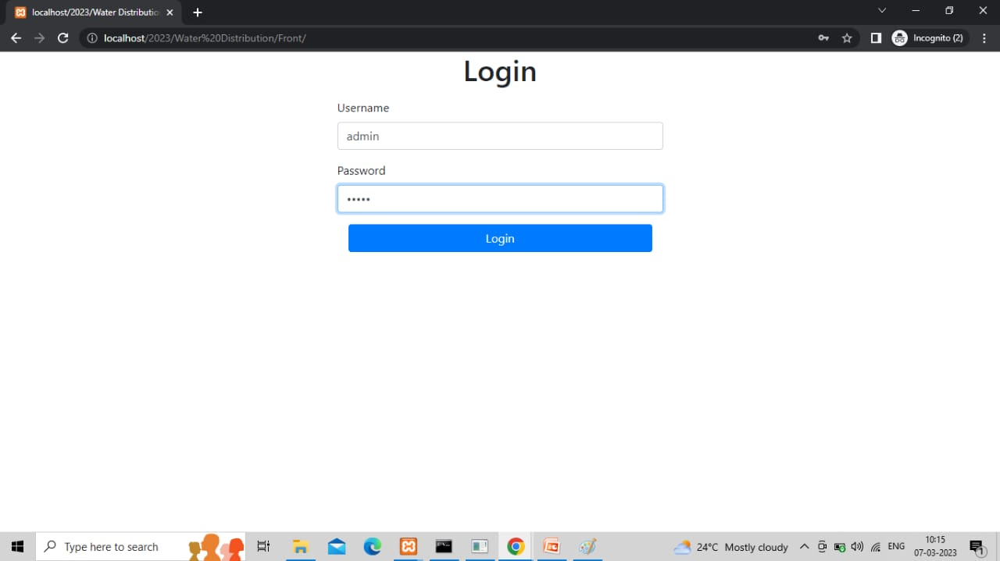 localhost/2023/Water Distributio
localhost/2023/Water%20Distribution/Front/
Incognito (2)
Login
Username
admin
Password
•••••
Login
Type here to search
24°C Mostly cloudy
ENG
10:15
07-03-2023
1